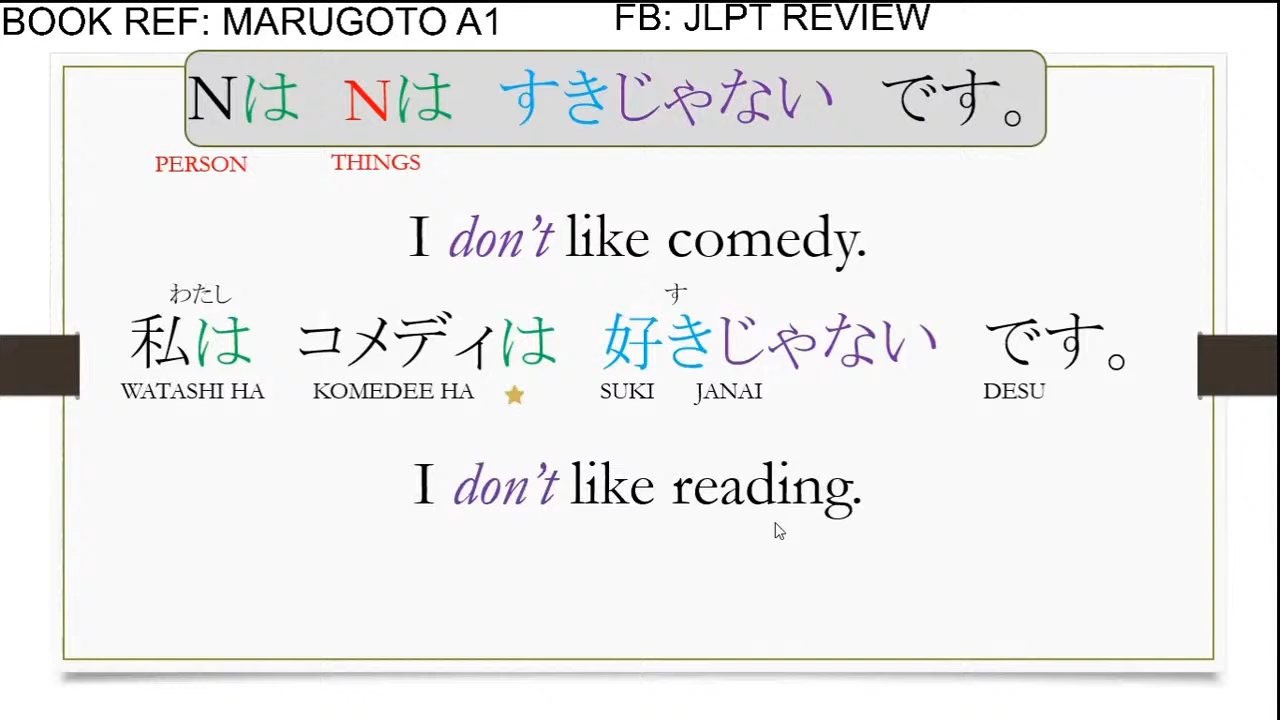 BOOK REF: MARUGOTO A1 FB: JLPT REVIEW
Nは Nは すきじゃない です。
PERSON THINGS
I don't like comedy.
わたし す
私は コメディは 好きじゃない です。
WATASHI HA KOMEDEE HA SUKI JANAI DESU
I don't like reading.